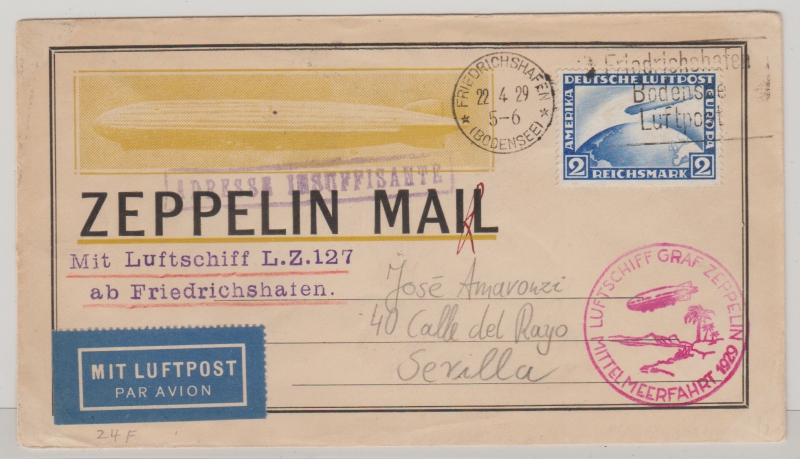 FRIEDRICHSHAFEN
22 4 29
5-6
(BODENSEE)
Friedrichshafen
Bodensee
Luftpost
DEUTSCHE LUFTPOST
AMERIKA
EUROPA
2 REICHSMARK 2
ADRESSE INSUFFISANTE
ZEPPELIN MAIL
Mit Luftschiff L.Z.127
ab Friedrichshafen.
José
40 Calle del Rayo
Sevilla
LUFTSCHIFF GRAF ZEPPELIN
MITTELMEERFAHRT 1929
MIT LUFTPOST
PAR AVION
24 F